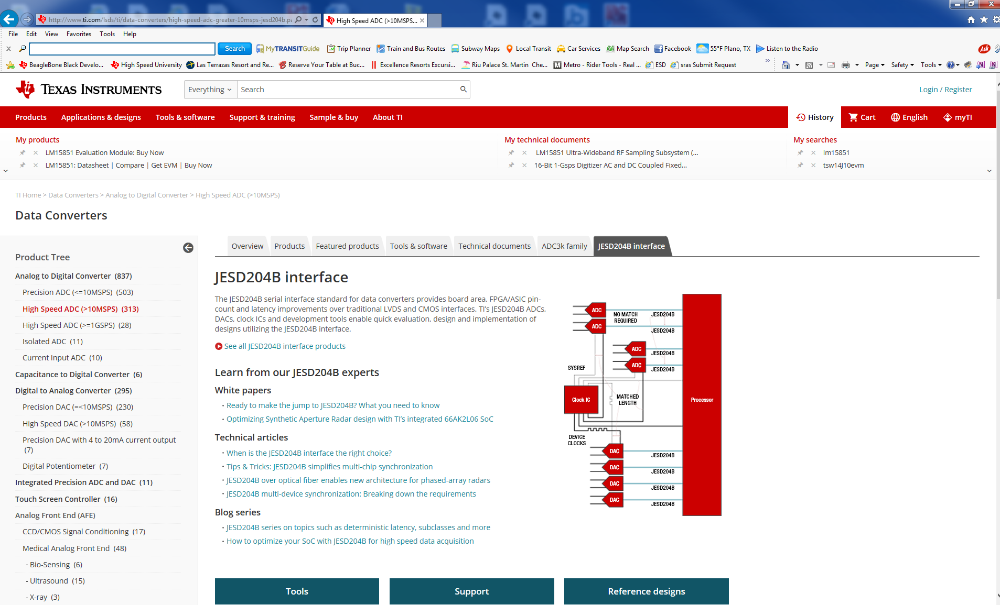 http://www.ti.com/lsds/ti/data-converters/high-speed-adc-greater-10msps-jesd204b.pa
High Speed ADC (>10MSPS...
File Edit View Favorites Tools Help
Search MyTRANSITGuide Trip Planner Train and Bus Routes Subway Maps Local Transit Car Services Map Search Facebook 55°F Plano, TX Listen to the Radio Ask
BeagleBone Black Develo... High Speed University Las Terrazas Resort and Re... Reserve Your Table at Buc... Excellence Resorts Excursi... Riu Palace St. Martin Che... Metro - Rider Tools - Real ... ESD sras Submit Request » Page Safety Tools
TEXAS INSTRUMENTS Everything Search Login / Register
Products Applications & designs Tools & software Support & training Sample & buy About TI History Cart English myTI
My products
LM15851 Evaluation Module: Buy Now
LM15851: Datasheet | Compare | Get EVM | Buy Now
My technical documents
LM15851 Ultra-Wideband RF Sampling Subsystem (...
16-Bit 1-Gsps Digitizer AC and DC Coupled Fixed...
My searches
lm15851
tsw14J10evm
TI Home > Data Converters > Analog to Digital Converter > High Speed ADC (>10MSPS)
Data Converters
Product Tree
Analog to Digital Converter (837)
Precision ADC (<=10MSPS) (503)
High Speed ADC (>10MSPS) (313)
High Speed ADC (>=1GSPS) (28)
Isolated ADC (11)
Current Input ADC (10)
Capacitance to Digital Converter (6)
Digital to Analog Converter (295)
Precision DAC (=<10MSPS) (230)
High Speed DAC (>10MSPS) (58)
Precision DAC with 4 to 20mA current output
(7)
Digital Potentiometer (7)
Integrated Precision ADC and DAC (11)
Touch Screen Controller (16)
Analog Front End (AFE)
CCD/CMOS Signal Conditioning (17)
Medical Analog Front End (48)
- Bio-Sensing (6)
- Ultrasound (15)
- X-ray (3)
Overview Products Featured products Tools & software Technical documents ADC3k family JESD204B interface
JESD204B interface
The JESD204B serial interface standard for data converters provides board area, FPGA/ASIC pin-
count and latency improvements over traditional LVDS and CMOS interfaces. TI's JESD204B ADCs,
DACs, clock ICs and development tools enable quick evaluation, design and implementation of
designs utilizing the JESD204B interface.
See all JESD204B interface products
Learn from our JESD204B experts
White papers
· Ready to make the jump to JESD204B? What you need to know
· Optimizing Synthetic Aperture Radar design with TI's integrated 66AK2L06 SoC
Technical articles
· When is the JESD204B interface the right choice?
· Tips & Tricks: JESD204B simplifies multi-chip synchronization
· JESD204B over optical fiber enables new architecture for phased-array radars
· JESD204B multi-device synchronization: Breaking down the requirements
Blog series
· JESD204B series on topics such as deterministic latency, subclasses and more
· How to optimize your SoC with JESD204B for high speed data acquisition
ADC
NO MATCH
REQUIRED
JESD204B
ADC
JESD204B
ADC
JESD204B
ADC
JESD204B
SYSREF
Clock IC
MATCHED
LENGTH
Processor
DEVICE
CLOCKS
DAC
JESD204B
DAC
JESD204B
DAC
JESD204B
DAC
JESD204B
Tools Support Reference designs